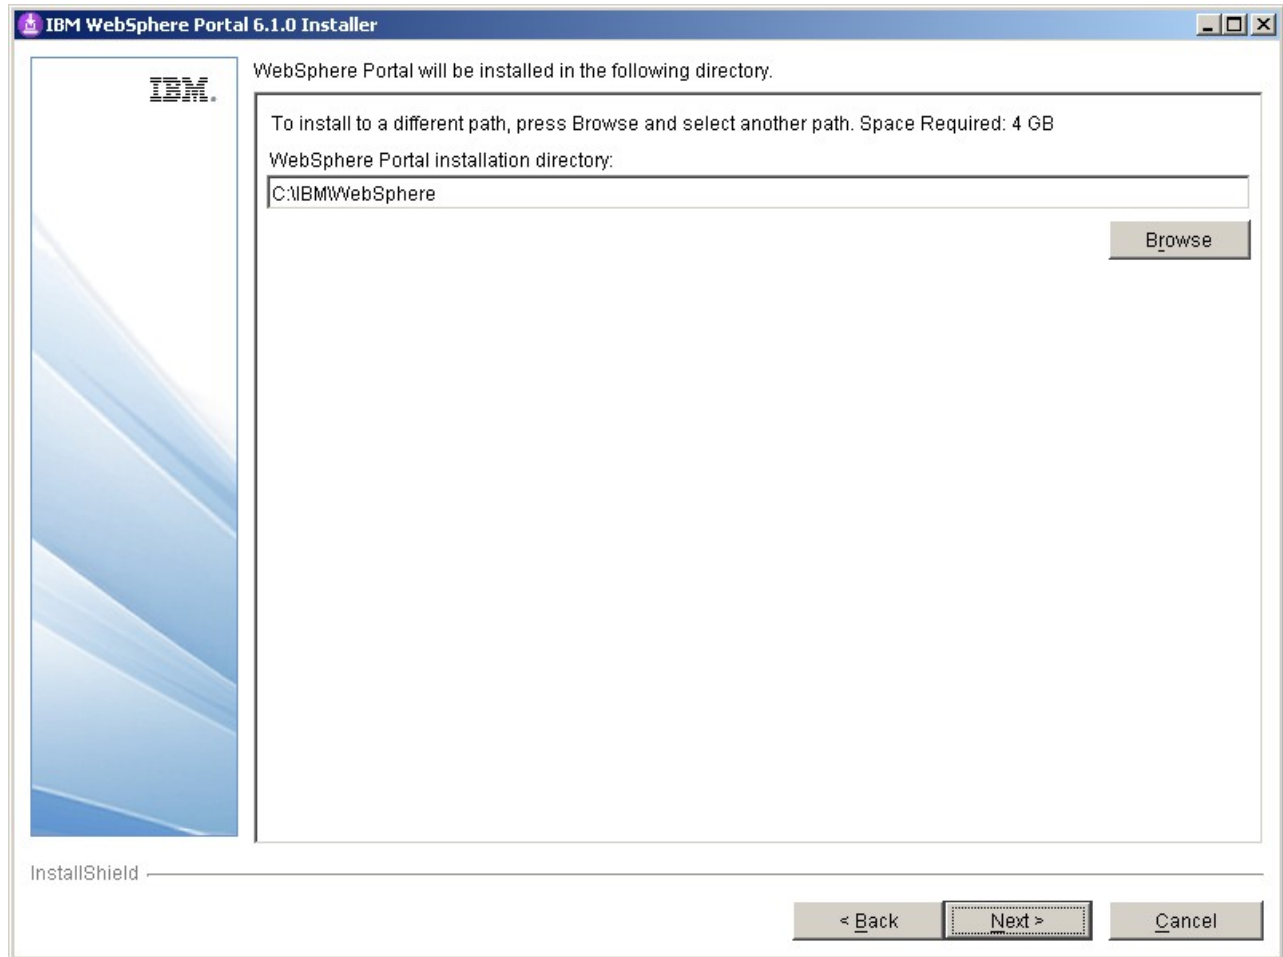 IBM WebSphere Portal 6.1.0 Installer
IBM.
WebSphere Portal will be installed in the following directory.
To install to a different path, press Browse and select another path. Space Required: 4 GB
WebSphere Portal installation directory:
C:\IBM\WebSphere
Browse
InstallShield
< Back
Next >
Cancel